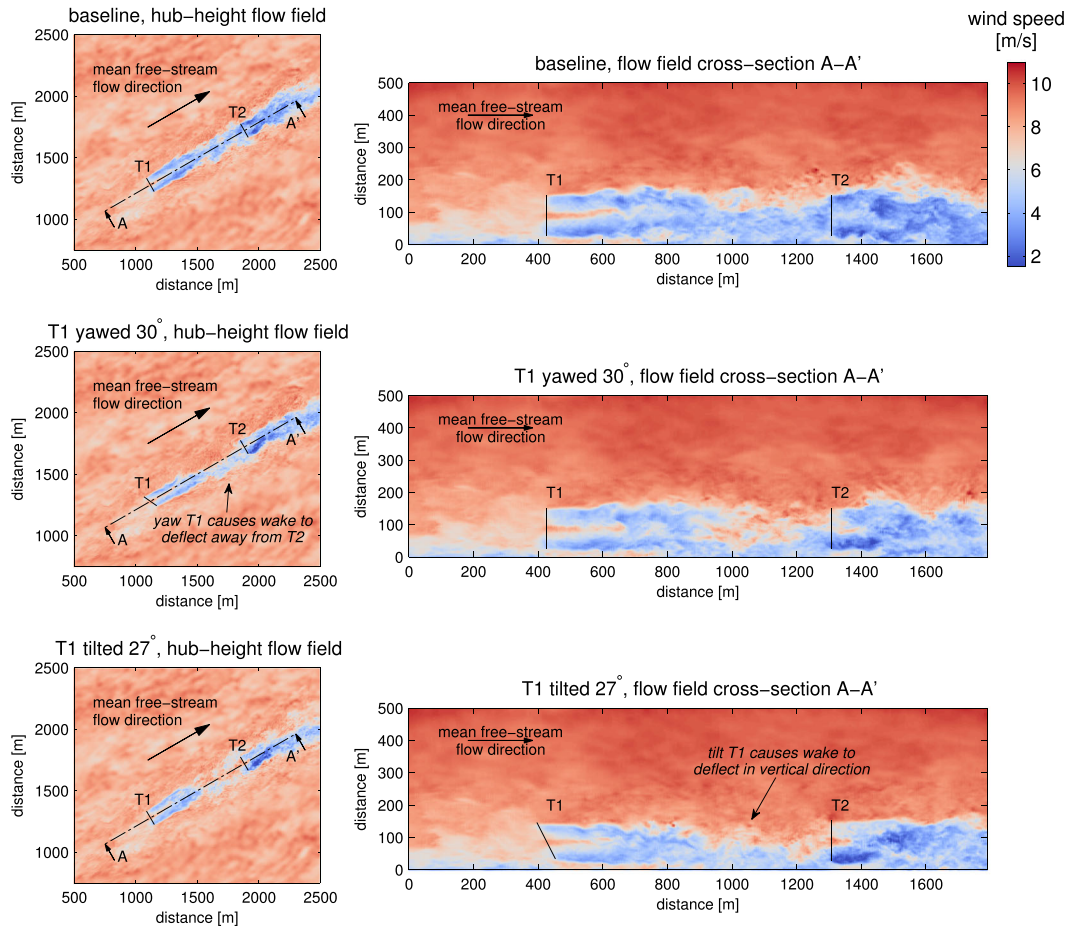 baseline, hub−height flow field
2500
2000
1500
1000
500 1000 1500 2000 2500
distance [m]
distance [m]
mean free−stream
flow direction
T2
A'
T1
A
baseline, flow field cross−section A−A'
500
400
300
200
100
0
0 200 400 600 800 1000 1200 1400 1600
distance [m]
distance [m]
mean free−stream
flow direction
T1
T2
wind speed
[m/s]
10
8
6
4
2
T1 yawed 30°, hub−height flow field
2500
2000
1500
1000
500 1000 1500 2000 2500
distance [m]
distance [m]
mean free−stream
flow direction
T2
A'
T1
yaw T1 causes wake to
deflect away from T2
A
T1 yawed 30°, flow field cross−section A−A'
500
400
300
200
100
0
0 200 400 600 800 1000 1200 1400 1600
distance [m]
distance [m]
mean free−stream
flow direction
T1
T2
T1 tilted 27°, hub−height flow field
2500
2000
1500
1000
500 1000 1500 2000 2500
distance [m]
distance [m]
mean free−stream
flow direction
T2
A'
T1
A
T1 tilted 27°, flow field cross−section A−A'
500
400
300
200
100
0
0 200 400 600 800 1000 1200 1400 1600
distance [m]
distance [m]
mean free−stream
flow direction
tilt T1 causes wake to
deflect in vertical direction
T1
T2